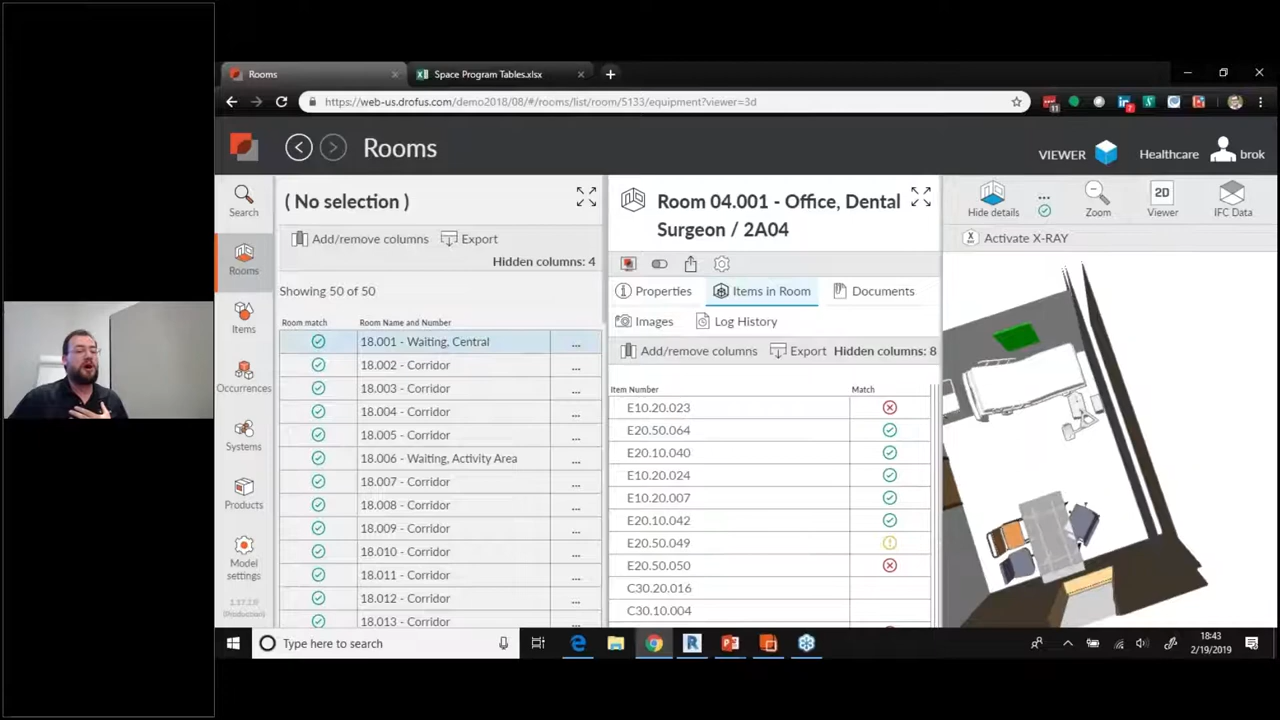 Rooms
Space Program Tables.xlsx
https://web-us.drofus.com/demo2018/08/#/rooms/list/room/5133/equipment?viewer=3d
Rooms
VIEWER
Healthcare
brok
Search
Rooms
Items
Occurrences
Systems
Products
Model
settings
(Production)
( No selection )
Add/remove columns
Export
Hidden columns: 4
Showing 50 of 50
Room match
Room Name and Number
18.001 - Waiting, Central
...
18.002 - Corridor
...
18.003 - Corridor
...
18.004 - Corridor
...
18.005 - Corridor
...
18.006 - Waiting, Activity Area
...
18.007 - Corridor
...
18.008 - Corridor
...
18.009 - Corridor
...
18.010 - Corridor
...
18.011 - Corridor
...
18.012 - Corridor
...
18.013 - Corridor
...
Room 04.001 - Office, Dental
Surgeon / 2A04
Properties
Items in Room
Documents
Images
Log History
Add/remove columns
Export
Hidden columns: 8
Item Number
Match
E10.20.023
E20.50.064
E20.10.040
E10.20.024
E10.20.007
E20.10.042
E20.50.049
E20.50.050
C30.20.016
C30.10.004
Hide details
...
Zoom
2D
Viewer
IFC Data
X
Activate X-RAY
Type here to search
18:43
2/19/2019